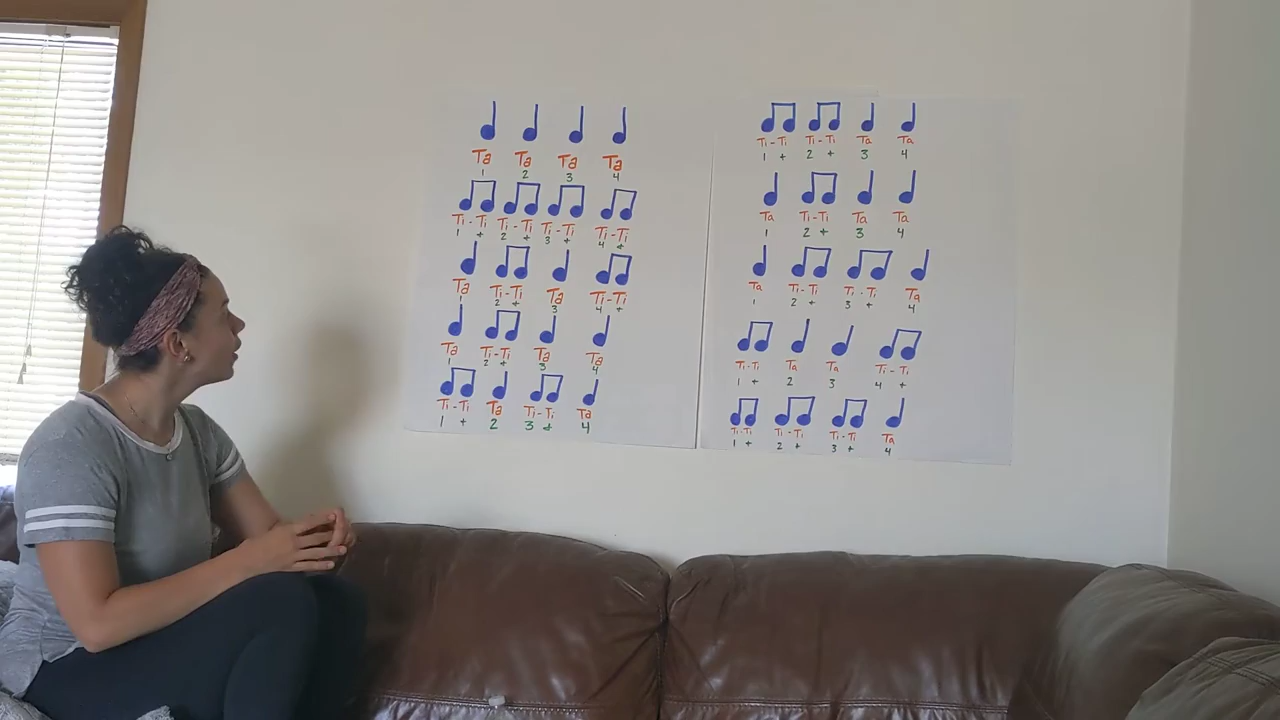 Ta Ta Ta Ta
1 2 3 4
Ti-Ti Ti-Ti Ti-Ti Ti-Ti
1 + 2 + 3 + 4 +
Ta Ti-Ti Ta Ti-Ti
1 2 + 3 4 +
Ta Ti-Ti Ta Ta
1 2 + 3 4
Ti-Ti Ta Ti-Ti Ta
1 + 2 3 + 4
Ti-Ti Ti-Ti Ta Ta
1 + 2 + 3 4
Ta Ti-Ti Ta Ta
1 2 + 3 4
Ta Ti-Ti Ti-Ti Ta
1 2 + 3 + 4
Ti-Ti Ta Ta Ti-Ti
1 + 2 3 4 +
Ti-Ti Ti-Ti Ti-Ti Ta
1 + 2 + 3 + 4